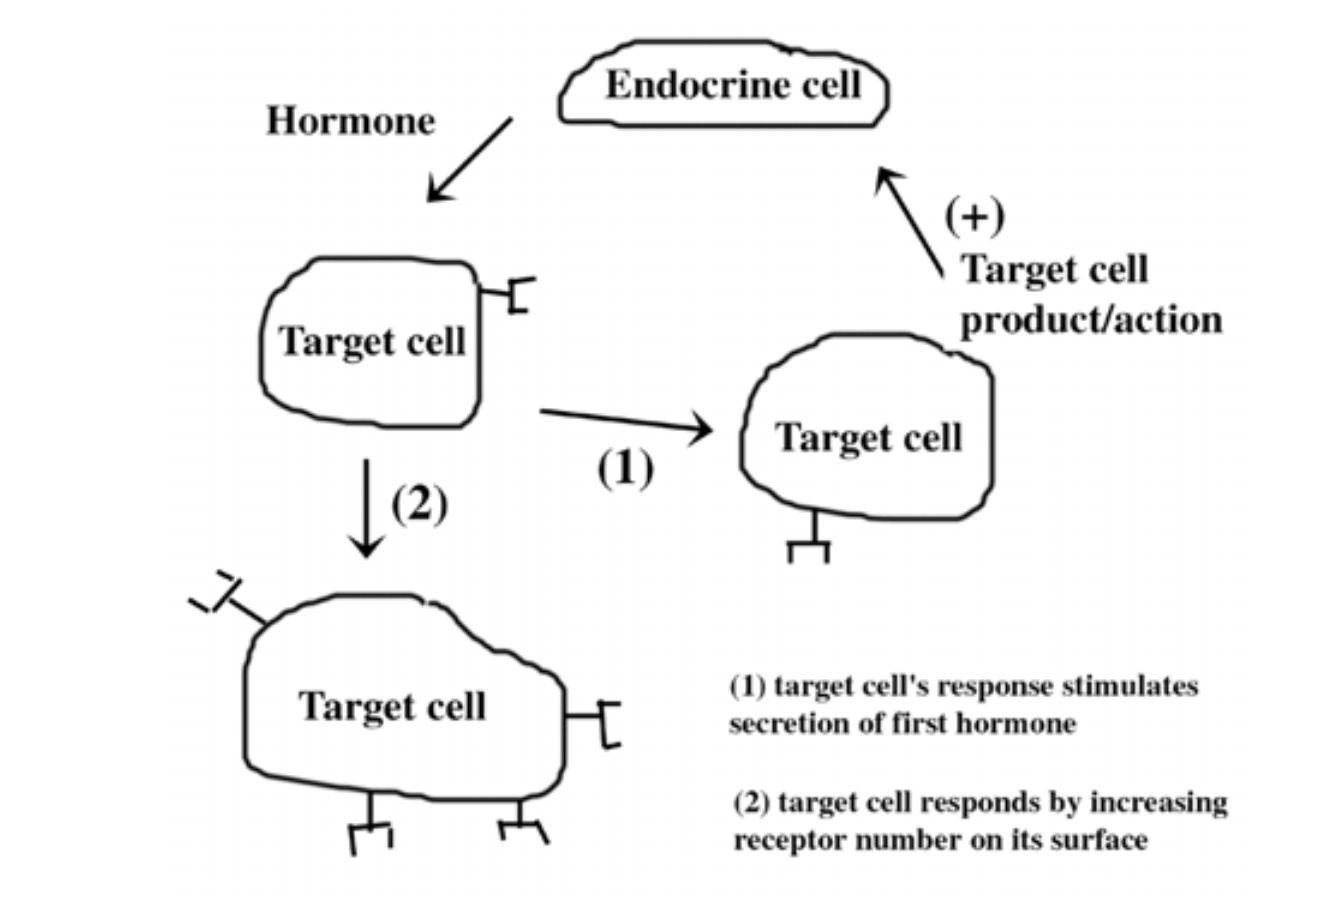 Endocrine cell
Hormone
(+)
Target cell
product/action
Target cell
Target cell
(1)
(2)
Target cell
(1) target cell's response stimulates
secretion of first hormone
(2) target cell responds by increasing
receptor number on its surface